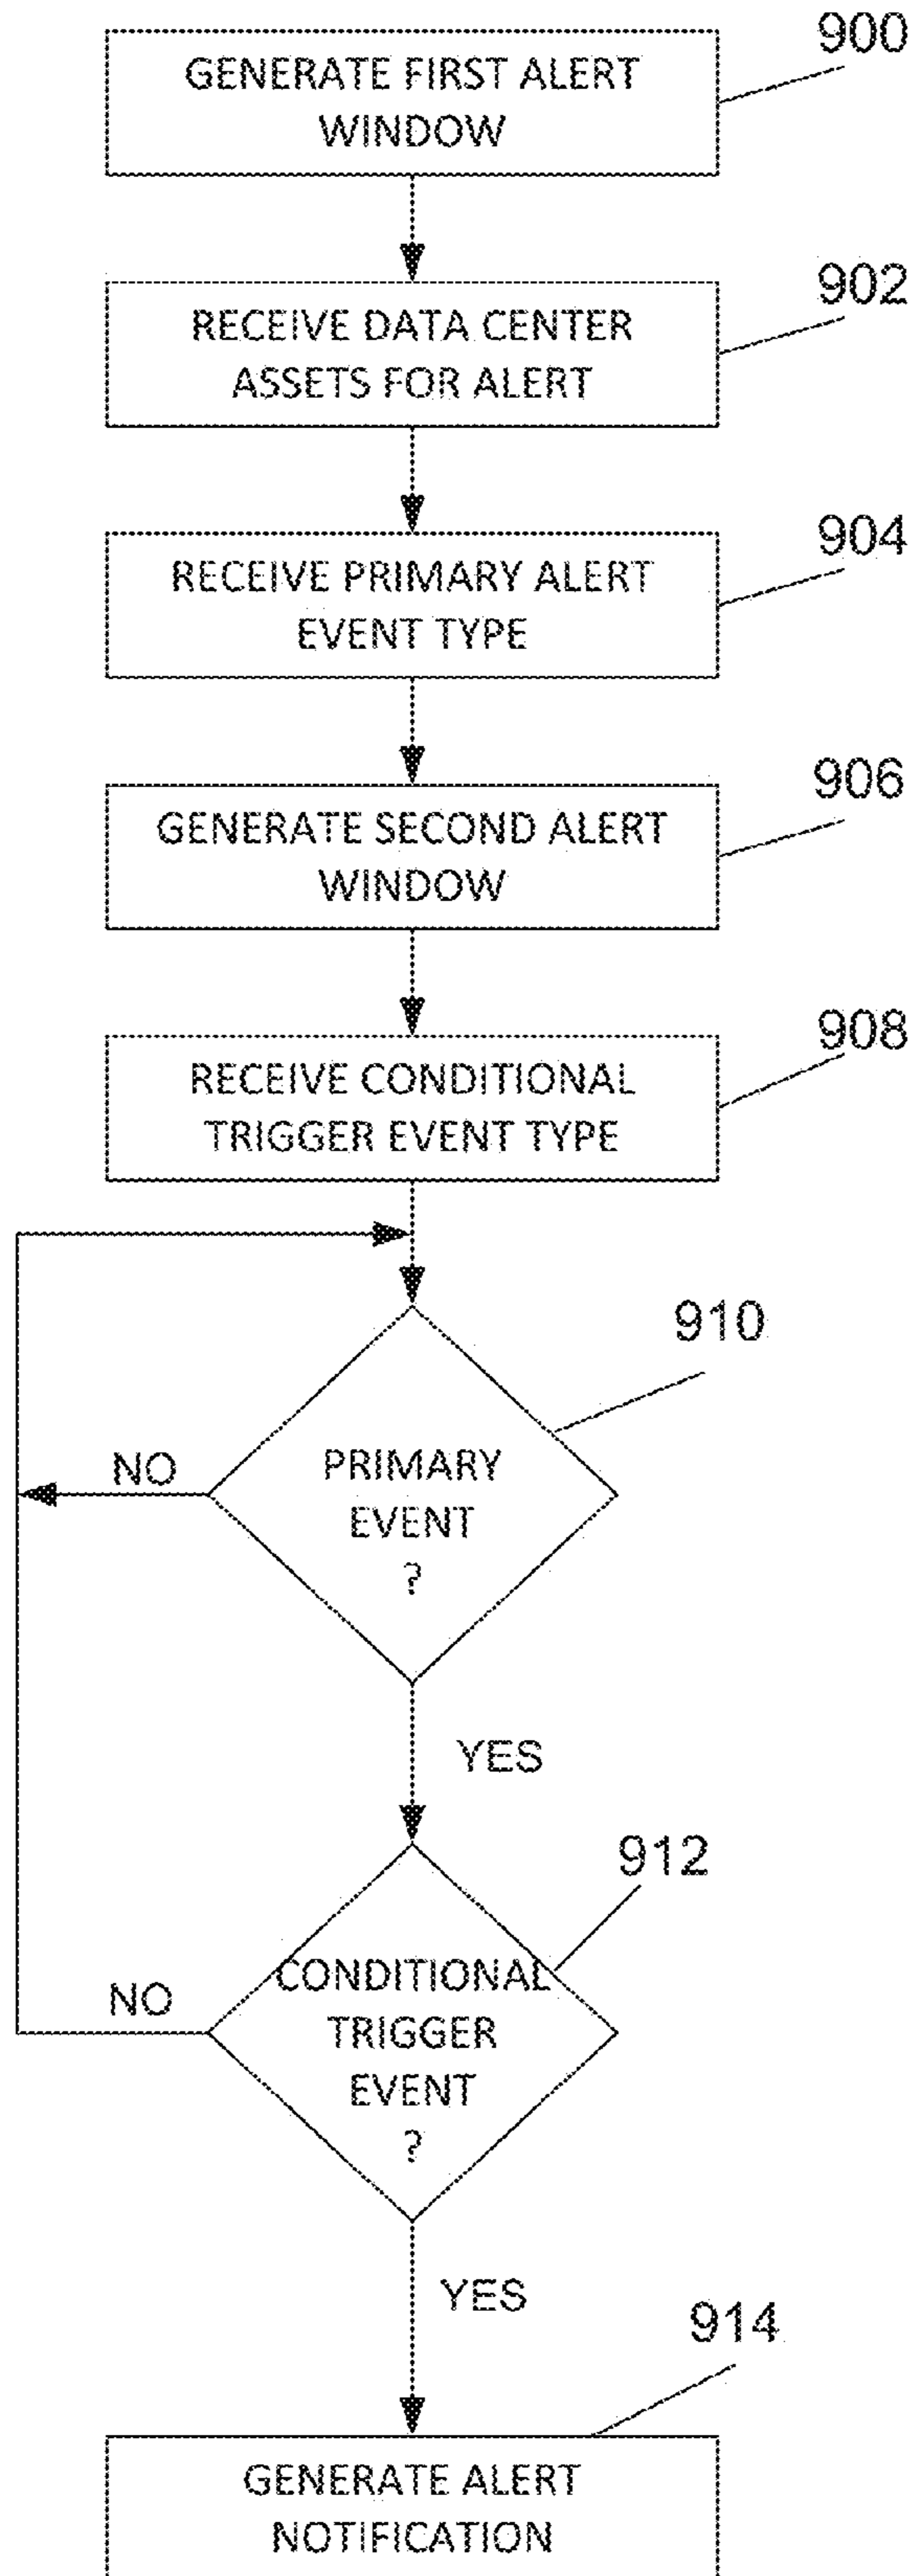 900
GENERATE FIRST ALERT
WINDOW
902
RECEIVE DATA CENTER
ASSETS FOR ALERT
904
RECEIVE PRIMARY ALERT
EVENT TYPE
906
GENERATE SECOND ALERT
WINDOW
908
RECEIVE CONDITIONAL
TRIGGER EVENT TYPE
910
NO
PRIMARY
EVENT
?
YES
912
NO
CONDITIONAL
TRIGGER
EVENT
?
YES
914
GENERATE ALERT
NOTIFICATION